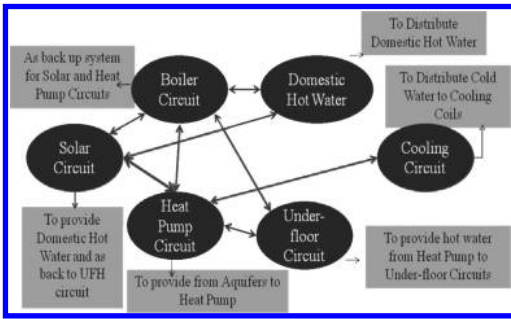 To Distribute
Domestic Hot Water
As back up system
for Solar and Heat
Pump Circuits
Boiler
Circuit
Domestic
Hot Water
To Distribute Cold
Water to Cooling
Coils
Solar
Circuit
Cooling
Circuit
Heat
Pump
Circuit
Under-
floor
Circuit
To provide
Domestic Hot
Water and as
back to UFH
circuit
To provide hot water
from Heat Pump to
Under-floor Circuits
To provide from Aquifers to
Heat Pump